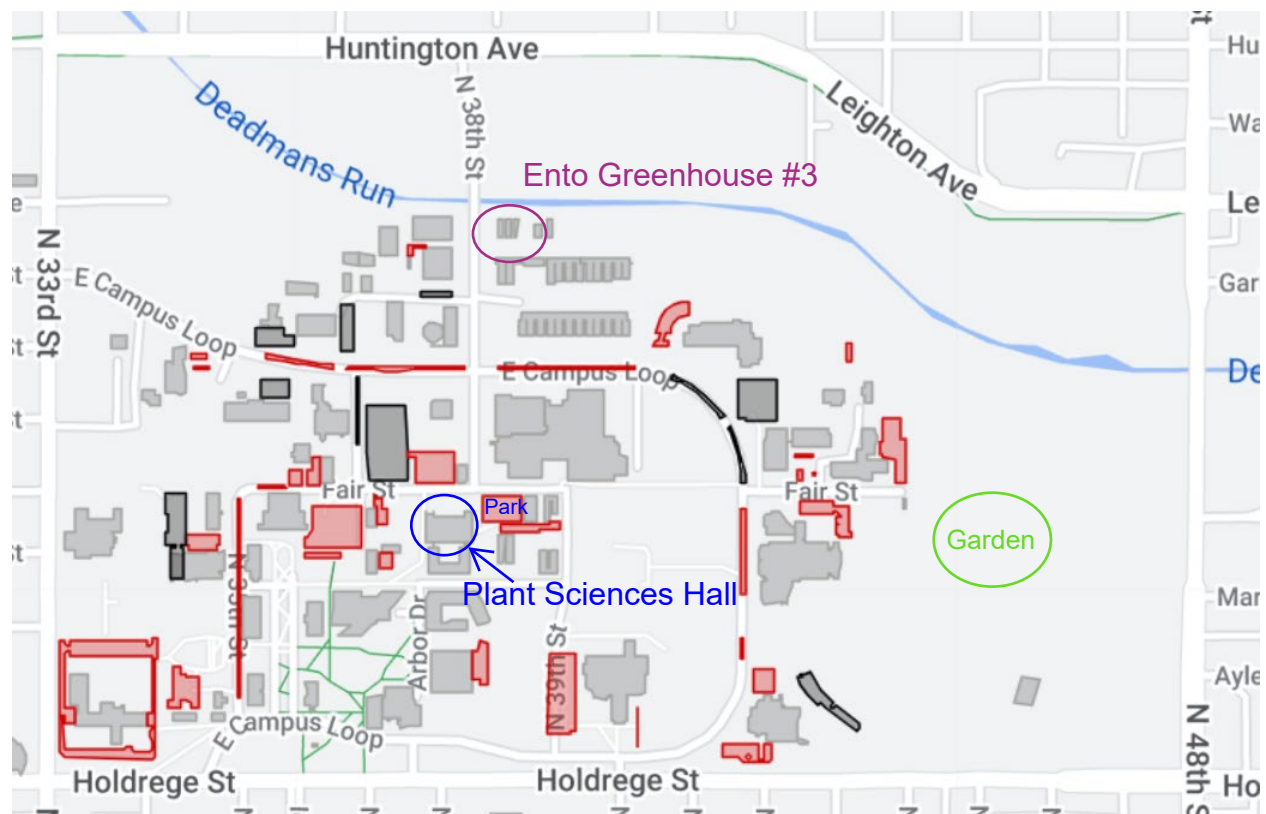 St
Huntington Ave
Hu
N 38th St
Deadmans Run
Leighton Ave
Wa
Ento Greenhouse #3
e
Le
N 33rd St
t
E Campus Loop
Gar
t
E Campus Loop
De
t
Fair St
Park
Fair St
t
Garden
N 35th St
Plant Sciences Hall
Mar
Arbor Dr
N 39th St
Ayle
E Campus Loop
N 48th S
Holdrege St
Holdrege St
Ho